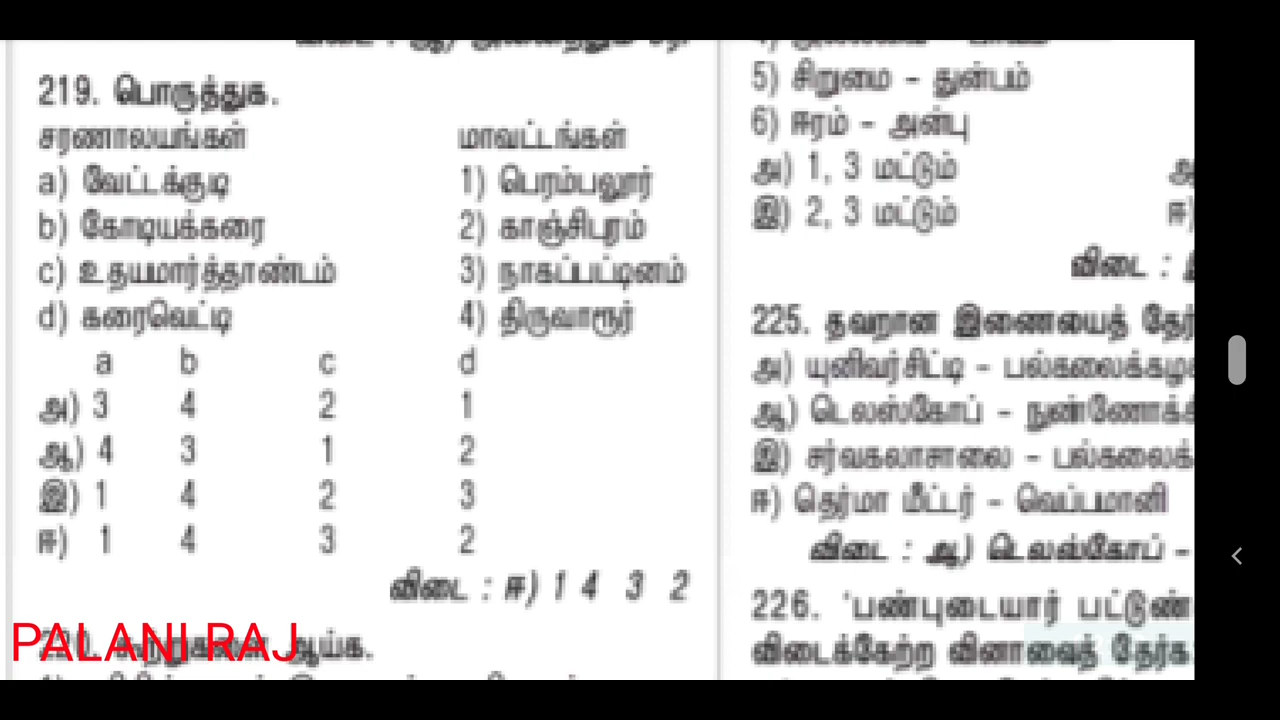 219. பொருத்துக.
சரணாலயங்கள் மாவட்டங்கள்
a) வேட்டக்குடி 1) பெரம்பலூர்
b) கோடியக்கரை 2) காஞ்சிபுரம்
c) உதயமார்த்தாண்டம் 3) நாகப்பட்டினம்
d) கரைவெட்டி 4) திருவாரூர்
a b c d
அ) 3 4 2 1
ஆ) 4 3 1 2
இ) 1 4 2 3
ஈ) 1 4 3 2
விடை : ஈ) 1 4 3 2
PALANI RAJ
ஆய்க.
5) சிறுமை - துன்பம்
6) ஈரம் - அன்பு
அ) 1, 3 மட்டும்
இ) 2, 3 மட்டும் ஈ)
விடை :
225. தவறான இணையைத் தேர்
அ) யுனிவர்சிட்டி - பல்கலைக்கழ
ஆ) டெலஸ்கோப் - நுண்ணோக்
இ) சர்வகலாசாலை - பல்கலைக்
ஈ) தெர்மா மீட்டர் - வெப்பமானி
விடை : ஆ) டெலஸ்கோப் -
226. 'பண்புடையார் பட்டுண்
விடைக்கேற்ற வினாவைத் தேர்க